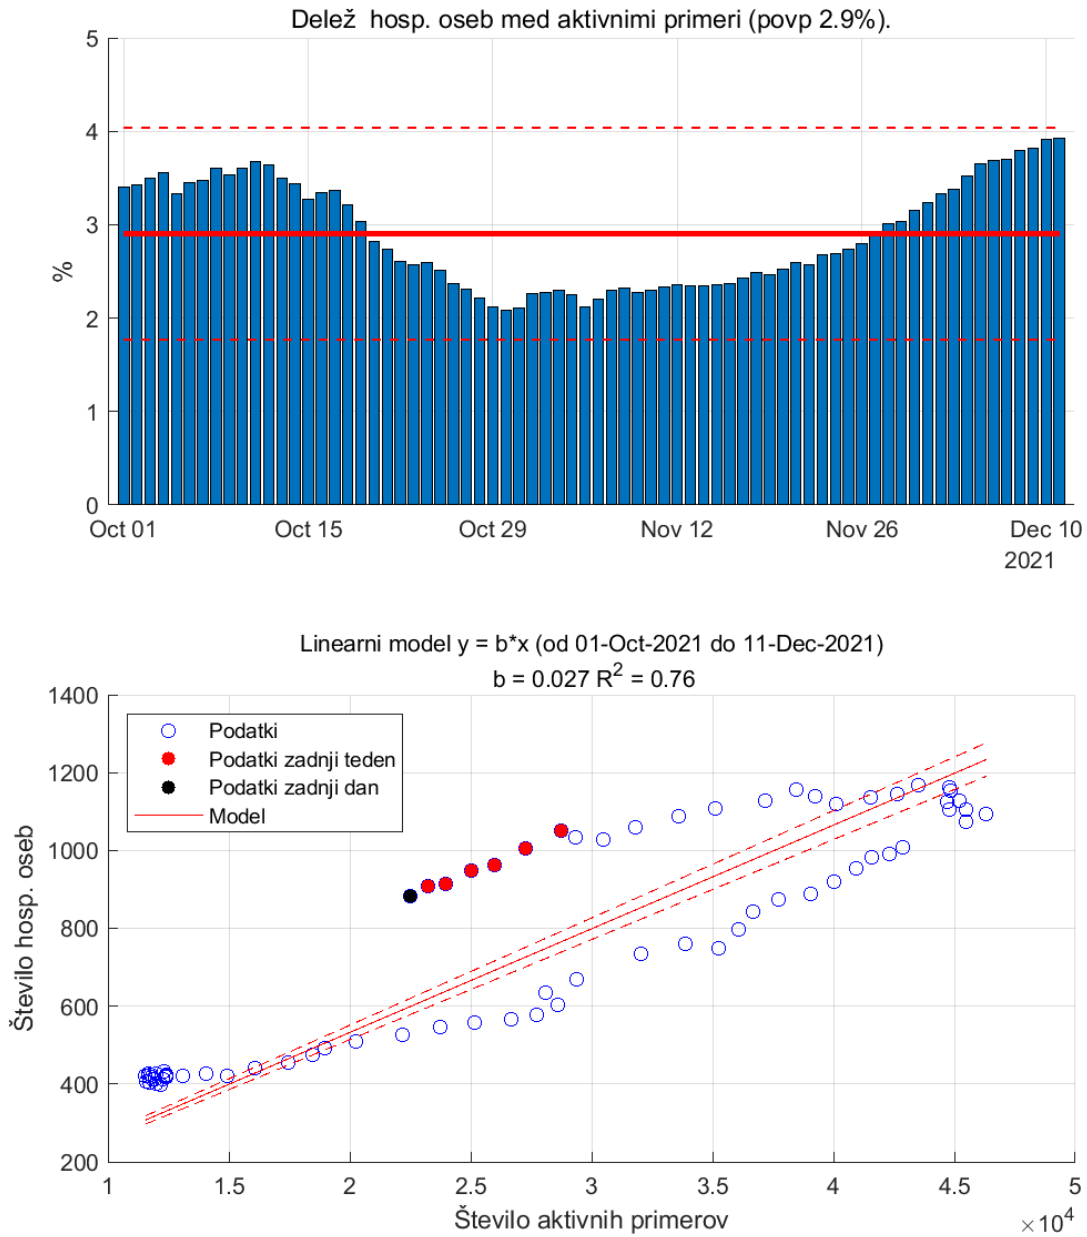 Delež  hosp. oseb med aktivnimi primeri (povp 2.9%).
5
4
3
2
1
0
%
Oct 01 Oct 15 Oct 29 Nov 12 Nov 26 Dec 10
2021
Linearni model y = b*x (od 01-Oct-2021 do 11-Dec-2021)
b = 0.027 R² = 0.76
1400
1200
1000
800
600
400
200
Število hosp. oseb
Podatki
Podatki zadnji teden
Podatki zadnji dan
Model
1 1.5 2 2.5 3 3.5 4 4.5 5
Število aktivnih primerov
×10⁴